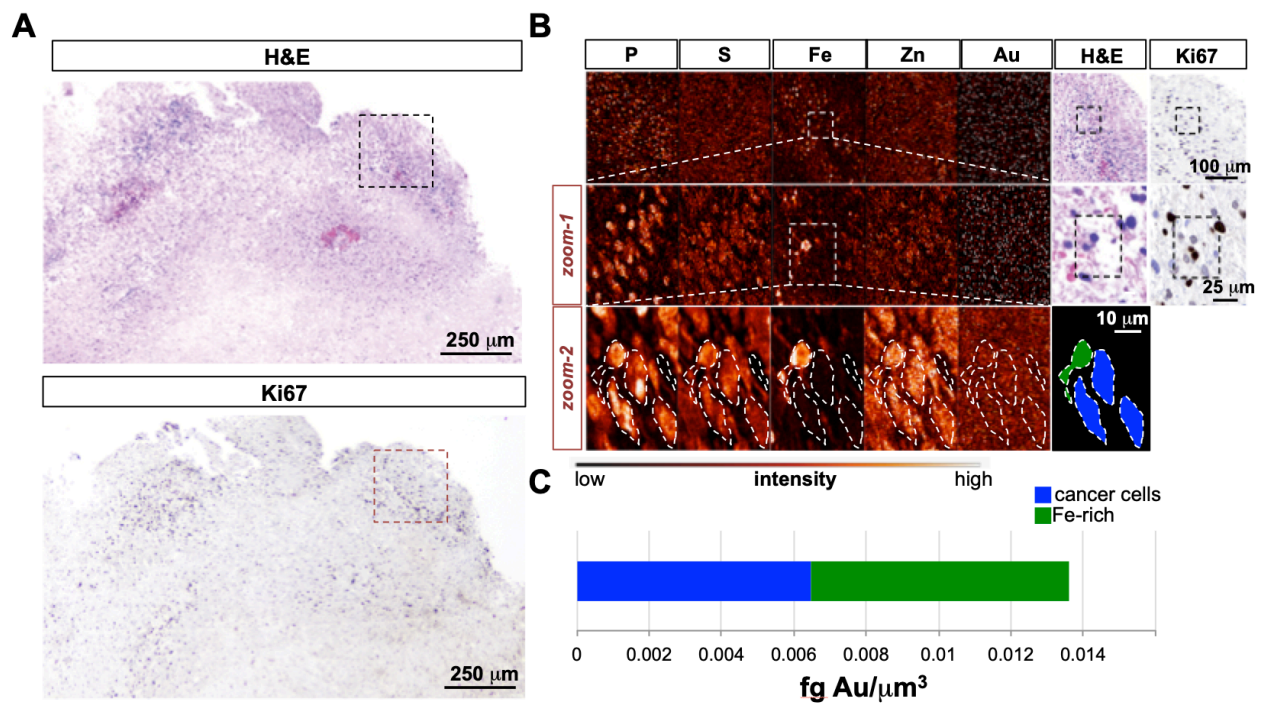 A
H&E
250 μm
Ki67
250 μm
B
P S Fe Zn Au H&E Ki67
100 μm
zoom-1
25 μm
zoom-2
10 μm
low intensity high
C
cancer cells
Fe-rich
0 0.002 0.004 0.006 0.008 0.01 0.012 0.014
fg Au/μm³